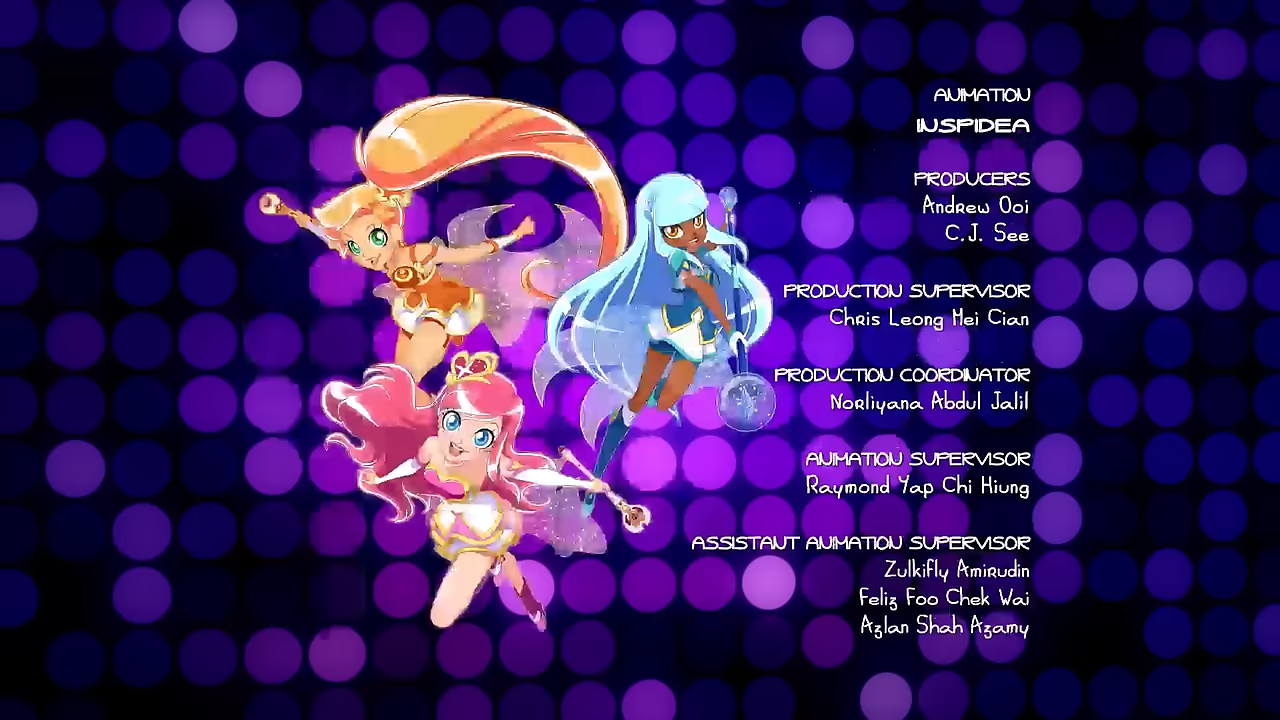 ANIMATION
INSPIDEA
PRODUCERS
Andrew Ooi
C.J. See
PRODUCTION SUPERVISOR
Chris Leong Mei Cian
PRODUCTION COORDINATOR
Norliyana Abdul Jalil
ANIMATION SUPERVISOR
Raymond Yap Chi Hiung
ASSISTANT ANIMATION SUPERVISOR
Zulkifly Amirudin
Feliz Foo Chek Wai
Azlan Shah Azamy